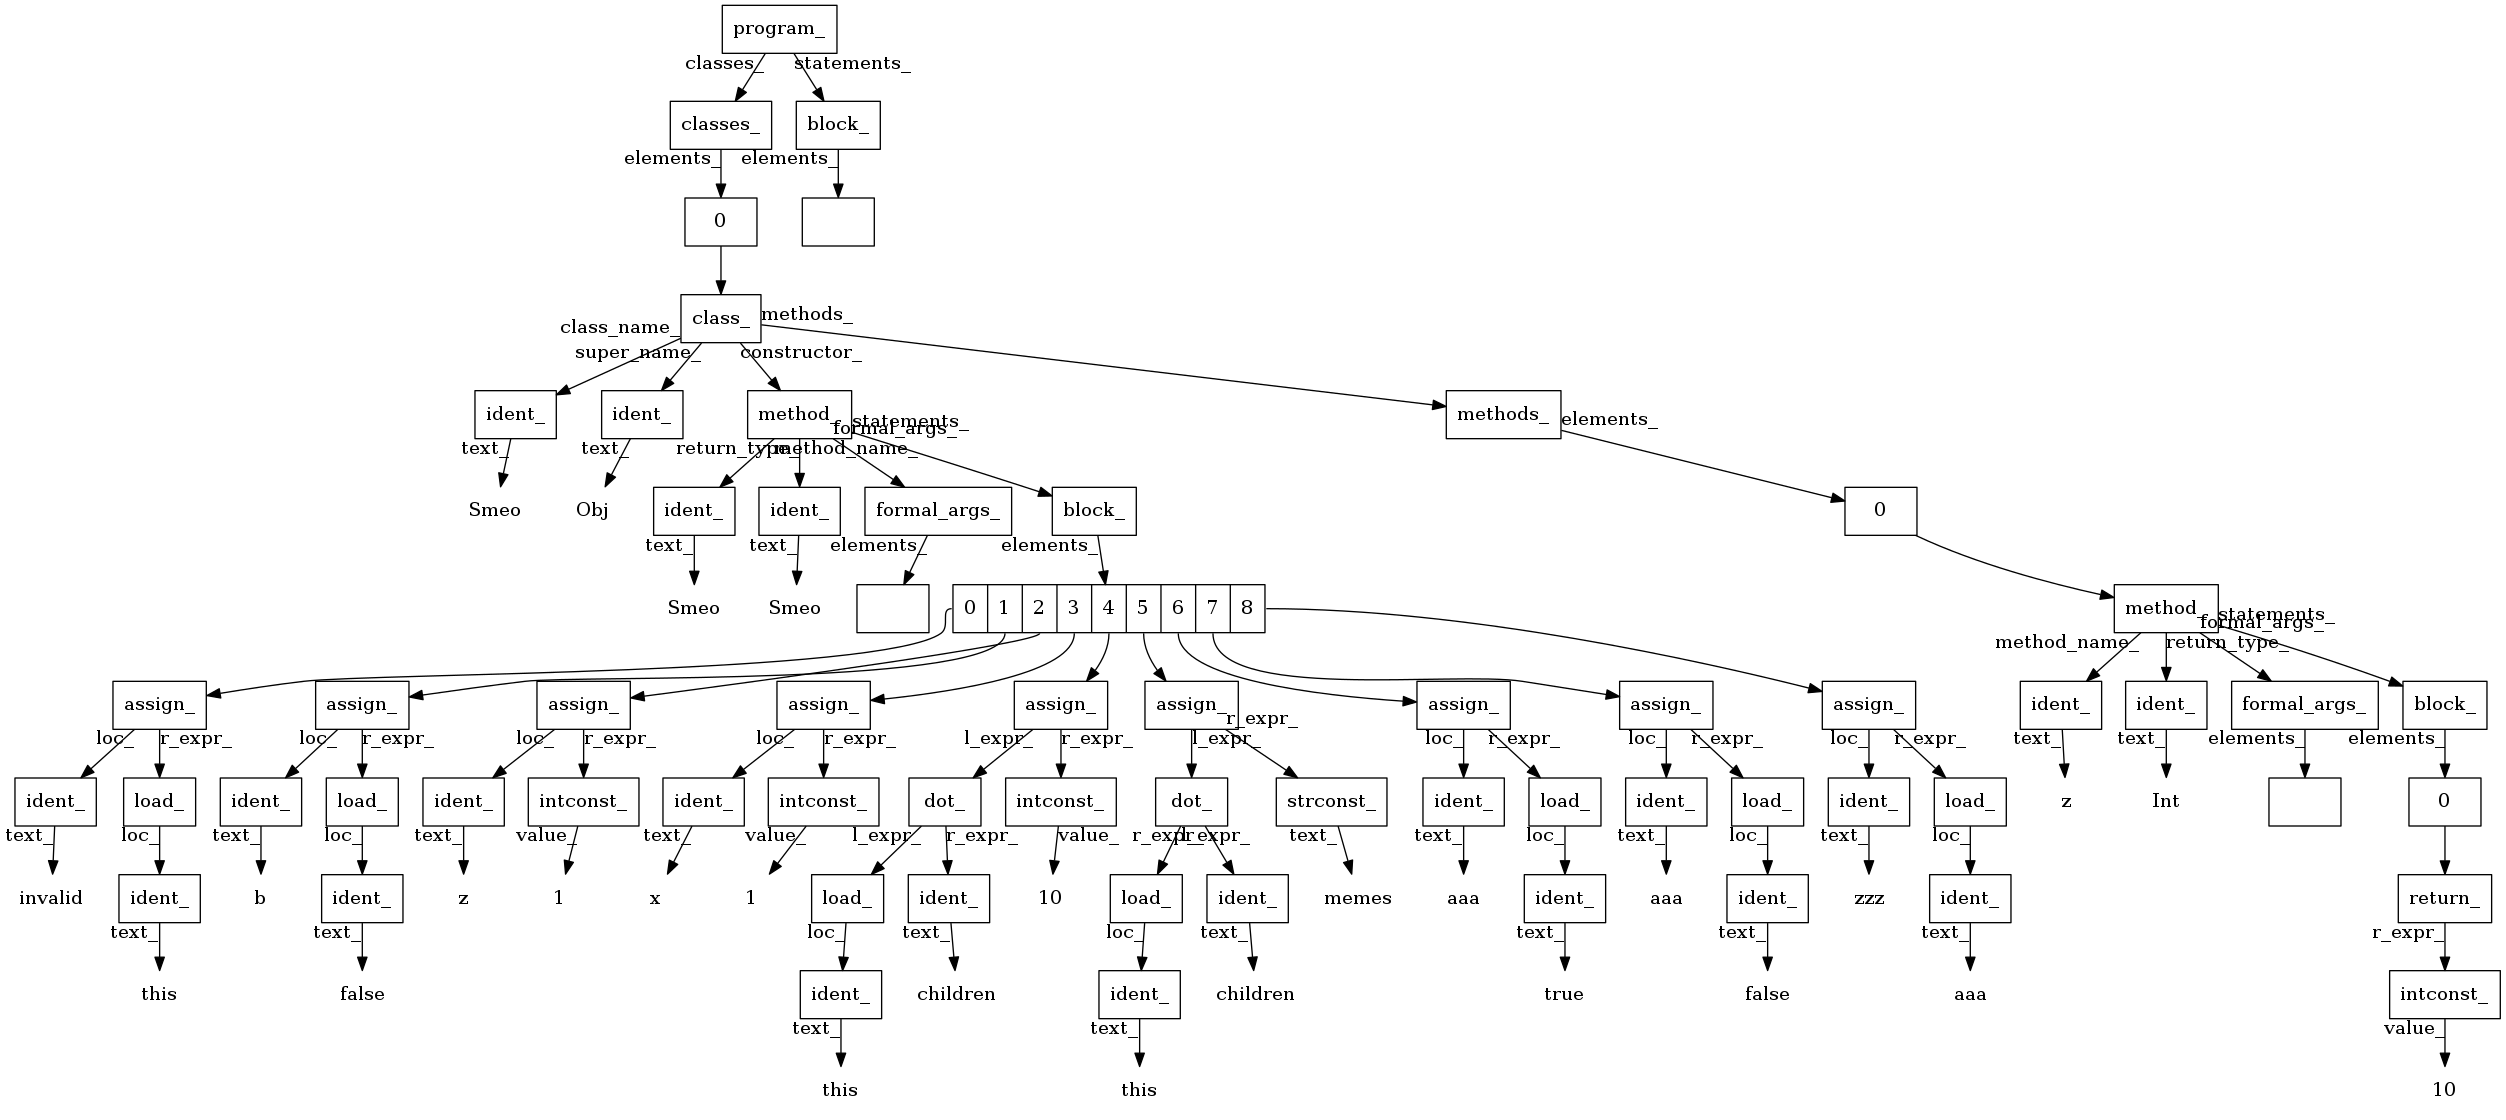 program_
classes_ statements_
classes_ block_
elements_ elements_
0
class_
class_name_ super_name_ constructor_ methods_
ident_ ident_ method_ methods_
text_ text_ return_type_ method_name_ formal_args_ statements_ elements_
Smeo Obj ident_ ident_ formal_args_ block_ 0
text_ text_ elements_ elements_
Smeo Smeo 0 1 2 3 4 5 6 7 8 method_
method_name_ return_type_ formal_args_ statements_
assign_ assign_ assign_ assign_ assign_ assign_ assign_ assign_ assign_ ident_ ident_ formal_args_ block_
loc_ r_expr_ loc_ r_expr_ loc_ r_expr_ loc_ r_expr_ l_expr_ r_expr_ l_expr_ r_expr_ loc_ r_expr_ loc_ r_expr_ loc_ r_expr_ text_ text_ elements_ elements_
ident_ load_ ident_ load_ ident_ intconst_ ident_ intconst_ dot_ intconst_ dot_ strconst_ ident_ load_ ident_ load_ ident_ load_ z Int 0
text_ loc_ text_ loc_ text_ value_ text_ value_ l_expr_ r_expr_ value_ r_expr_ text_ text_ loc_ text_ loc_ text_ loc_
invalid ident_ b ident_ z 1 x 1 load_ ident_ 10 load_ ident_ memes aaa ident_ aaa ident_ zzz ident_ return_
text_ text_ loc_ text_ loc_ text_ text_ text_ text_ r_expr_
this false ident_ children ident_ children true false aaa intconst_
text_ text_ value_
this this 10